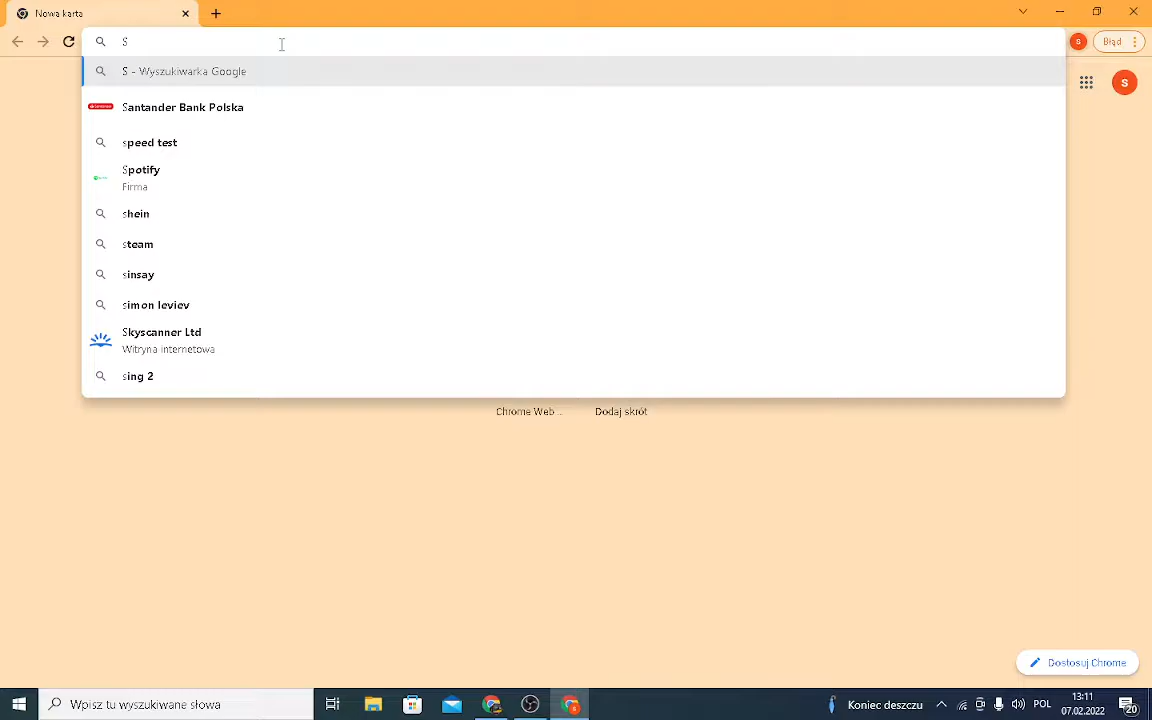 Nowa karta
S
Błąd
S - Wyszukiwarka Google
Santander Bank Polska
s
speed test
Spotify
Firma
shein
steam
sinsay
simon leviev
Skyscanner Ltd
Witryna internetowa
sing 2
Chrome Web...
Dodaj skrót
Dostosuj Chrome
Wpisz tu wyszukiwane słowa
Koniec deszczu
POL
13:11
07.02.2022
20